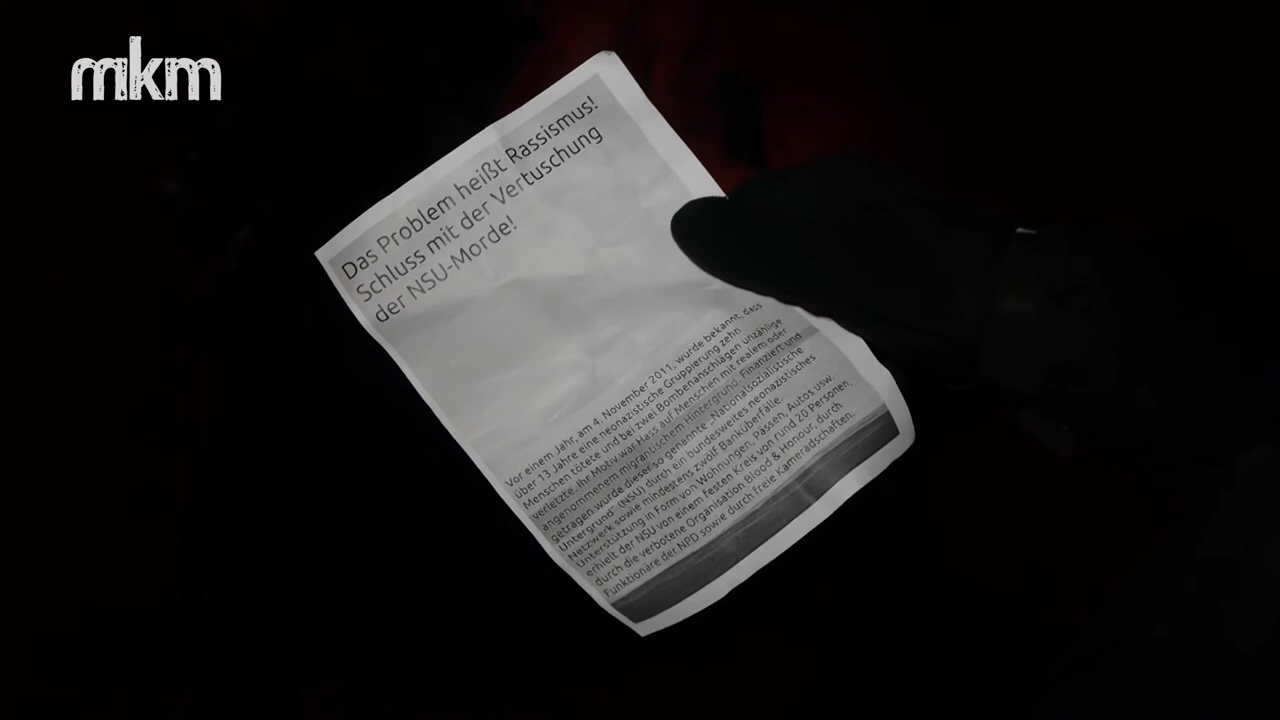 mkm
Das Problem heißt Rassismus!
Schluss mit der Vertuschung
der NSU-Morde!
Vor einem Jahr, am 4. November 2011, wurde bekannt, dass
über 13 Jahre eine neonazistische Gruppierung zehn
Menschen tötete und bei zwei Bombenanschlägen unzählige
verletzte. Ihr Motiv war Hass auf Menschen mit realem oder
angenommenem migrantischem Hintergrund. Finanziert und
getragen wurde dieser so genannte „Nationalsozialistische
Untergrund“ (NSU) durch ein bundesweites neonazistisches
Netzwerk sowie mindestens zwölf Banküberfälle.
Unterstützung in Form von Wohnungen, Pässen, Autos usw.
erhielt der NSU von einem festen Kreis von rund 20 Personen,
durch die verbotene Organisation Blood & Honour, durch
Funktionäre der NPD sowie durch freie Kameradschaften.